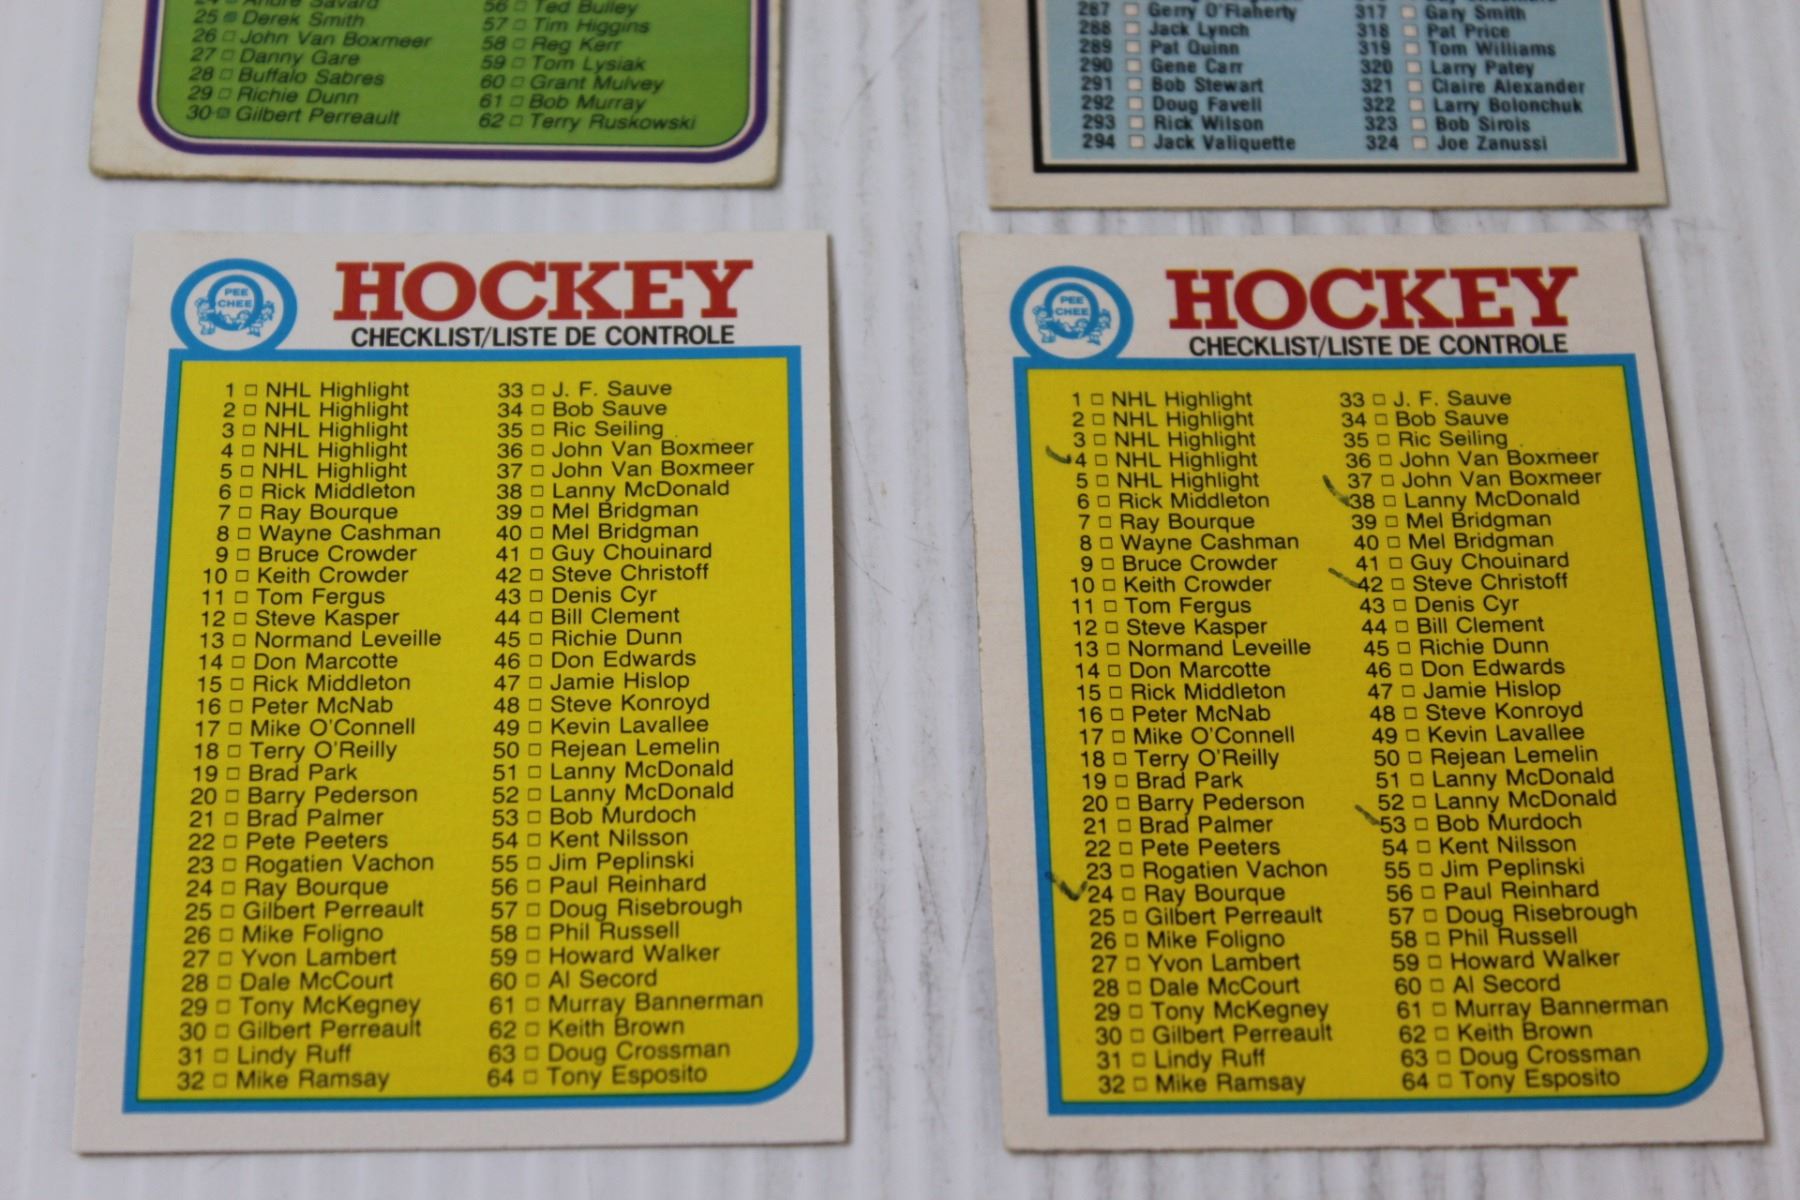 25 Derek Smith
26 John Van Boxmeer
27 Danny Gare
28 Buffalo Sabres
29 Richie Dunn
30 Gilbert Perreault
56 Ted Bulley
57 Tim Higgins
58 Reg Kerr
59 Tom Lysiak
60 Grant Mulvey
61 Bob Murray
62 Terry Ruskowski
287 Gerry O'Flaherty
288 Jack Lynch
289 Pat Quinn
290 Gene Carr
291 Bob Stewart
292 Doug Favell
293 Rick Wilson
294 Jack Valiquette
317 Gary Smith
318 Pat Price
319 Tom Williams
320 Larry Patey
321 Claire Alexander
322 Larry Bolonchuk
323 Bob Sirois
324 Joe Zanussi
PEE
CHEE
HOCKEY
CHECKLIST/LISTE DE CONTROLE
1 NHL Highlight
2 NHL Highlight
3 NHL Highlight
4 NHL Highlight
5 NHL Highlight
6 Rick Middleton
7 Ray Bourque
8 Wayne Cashman
9 Bruce Crowder
10 Keith Crowder
11 Tom Fergus
12 Steve Kasper
13 Normand Leveille
14 Don Marcotte
15 Rick Middleton
16 Peter McNab
17 Mike O'Connell
18 Terry O'Reilly
19 Brad Park
20 Barry Pederson
21 Brad Palmer
22 Pete Peeters
23 Rogatien Vachon
24 Ray Bourque
25 Gilbert Perreault
26 Mike Foligno
27 Yvon Lambert
28 Dale McCourt
29 Tony McKegney
30 Gilbert Perreault
31 Lindy Ruff
32 Mike Ramsay
33 J. F. Sauve
34 Bob Sauve
35 Ric Seiling
36 John Van Boxmeer
37 John Van Boxmeer
38 Lanny McDonald
39 Mel Bridgman
40 Mel Bridgman
41 Guy Chouinard
42 Steve Christoff
43 Denis Cyr
44 Bill Clement
45 Richie Dunn
46 Don Edwards
47 Jamie Hislop
48 Steve Konroyd
49 Kevin Lavallee
50 Rejean Lemelin
51 Lanny McDonald
52 Lanny McDonald
53 Bob Murdoch
54 Kent Nilsson
55 Jim Peplinski
56 Paul Reinhard
57 Doug Risebrough
58 Phil Russell
59 Howard Walker
60 Al Secord
61 Murray Bannerman
62 Keith Brown
63 Doug Crossman
64 Tony Esposito
PEE
CHEE
HOCKEY
CHECKLIST/LISTE DE CONTROLE
1 NHL Highlight
2 NHL Highlight
3 NHL Highlight
4 NHL Highlight
5 NHL Highlight
6 Rick Middleton
7 Ray Bourque
8 Wayne Cashman
9 Bruce Crowder
10 Keith Crowder
11 Tom Fergus
12 Steve Kasper
13 Normand Leveille
14 Don Marcotte
15 Rick Middleton
16 Peter McNab
17 Mike O'Connell
18 Terry O'Reilly
19 Brad Park
20 Barry Pederson
21 Brad Palmer
22 Pete Peeters
23 Rogatien Vachon
24 Ray Bourque
25 Gilbert Perreault
26 Mike Foligno
27 Yvon Lambert
28 Dale McCourt
29 Tony McKegney
30 Gilbert Perreault
31 Lindy Ruff
32 Mike Ramsay
33 J. F. Sauve
34 Bob Sauve
35 Ric Seiling
36 John Van Boxmeer
37 John Van Boxmeer
38 Lanny McDonald
39 Mel Bridgman
40 Mel Bridgman
41 Guy Chouinard
42 Steve Christoff
43 Denis Cyr
44 Bill Clement
45 Richie Dunn
46 Don Edwards
47 Jamie Hislop
48 Steve Konroyd
49 Kevin Lavallee
50 Rejean Lemelin
51 Lanny McDonald
52 Lanny McDonald
53 Bob Murdoch
54 Kent Nilsson
55 Jim Peplinski
56 Paul Reinhard
57 Doug Risebrough
58 Phil Russell
59 Howard Walker
60 Al Secord
61 Murray Bannerman
62 Keith Brown
63 Doug Crossman
64 Tony Esposito